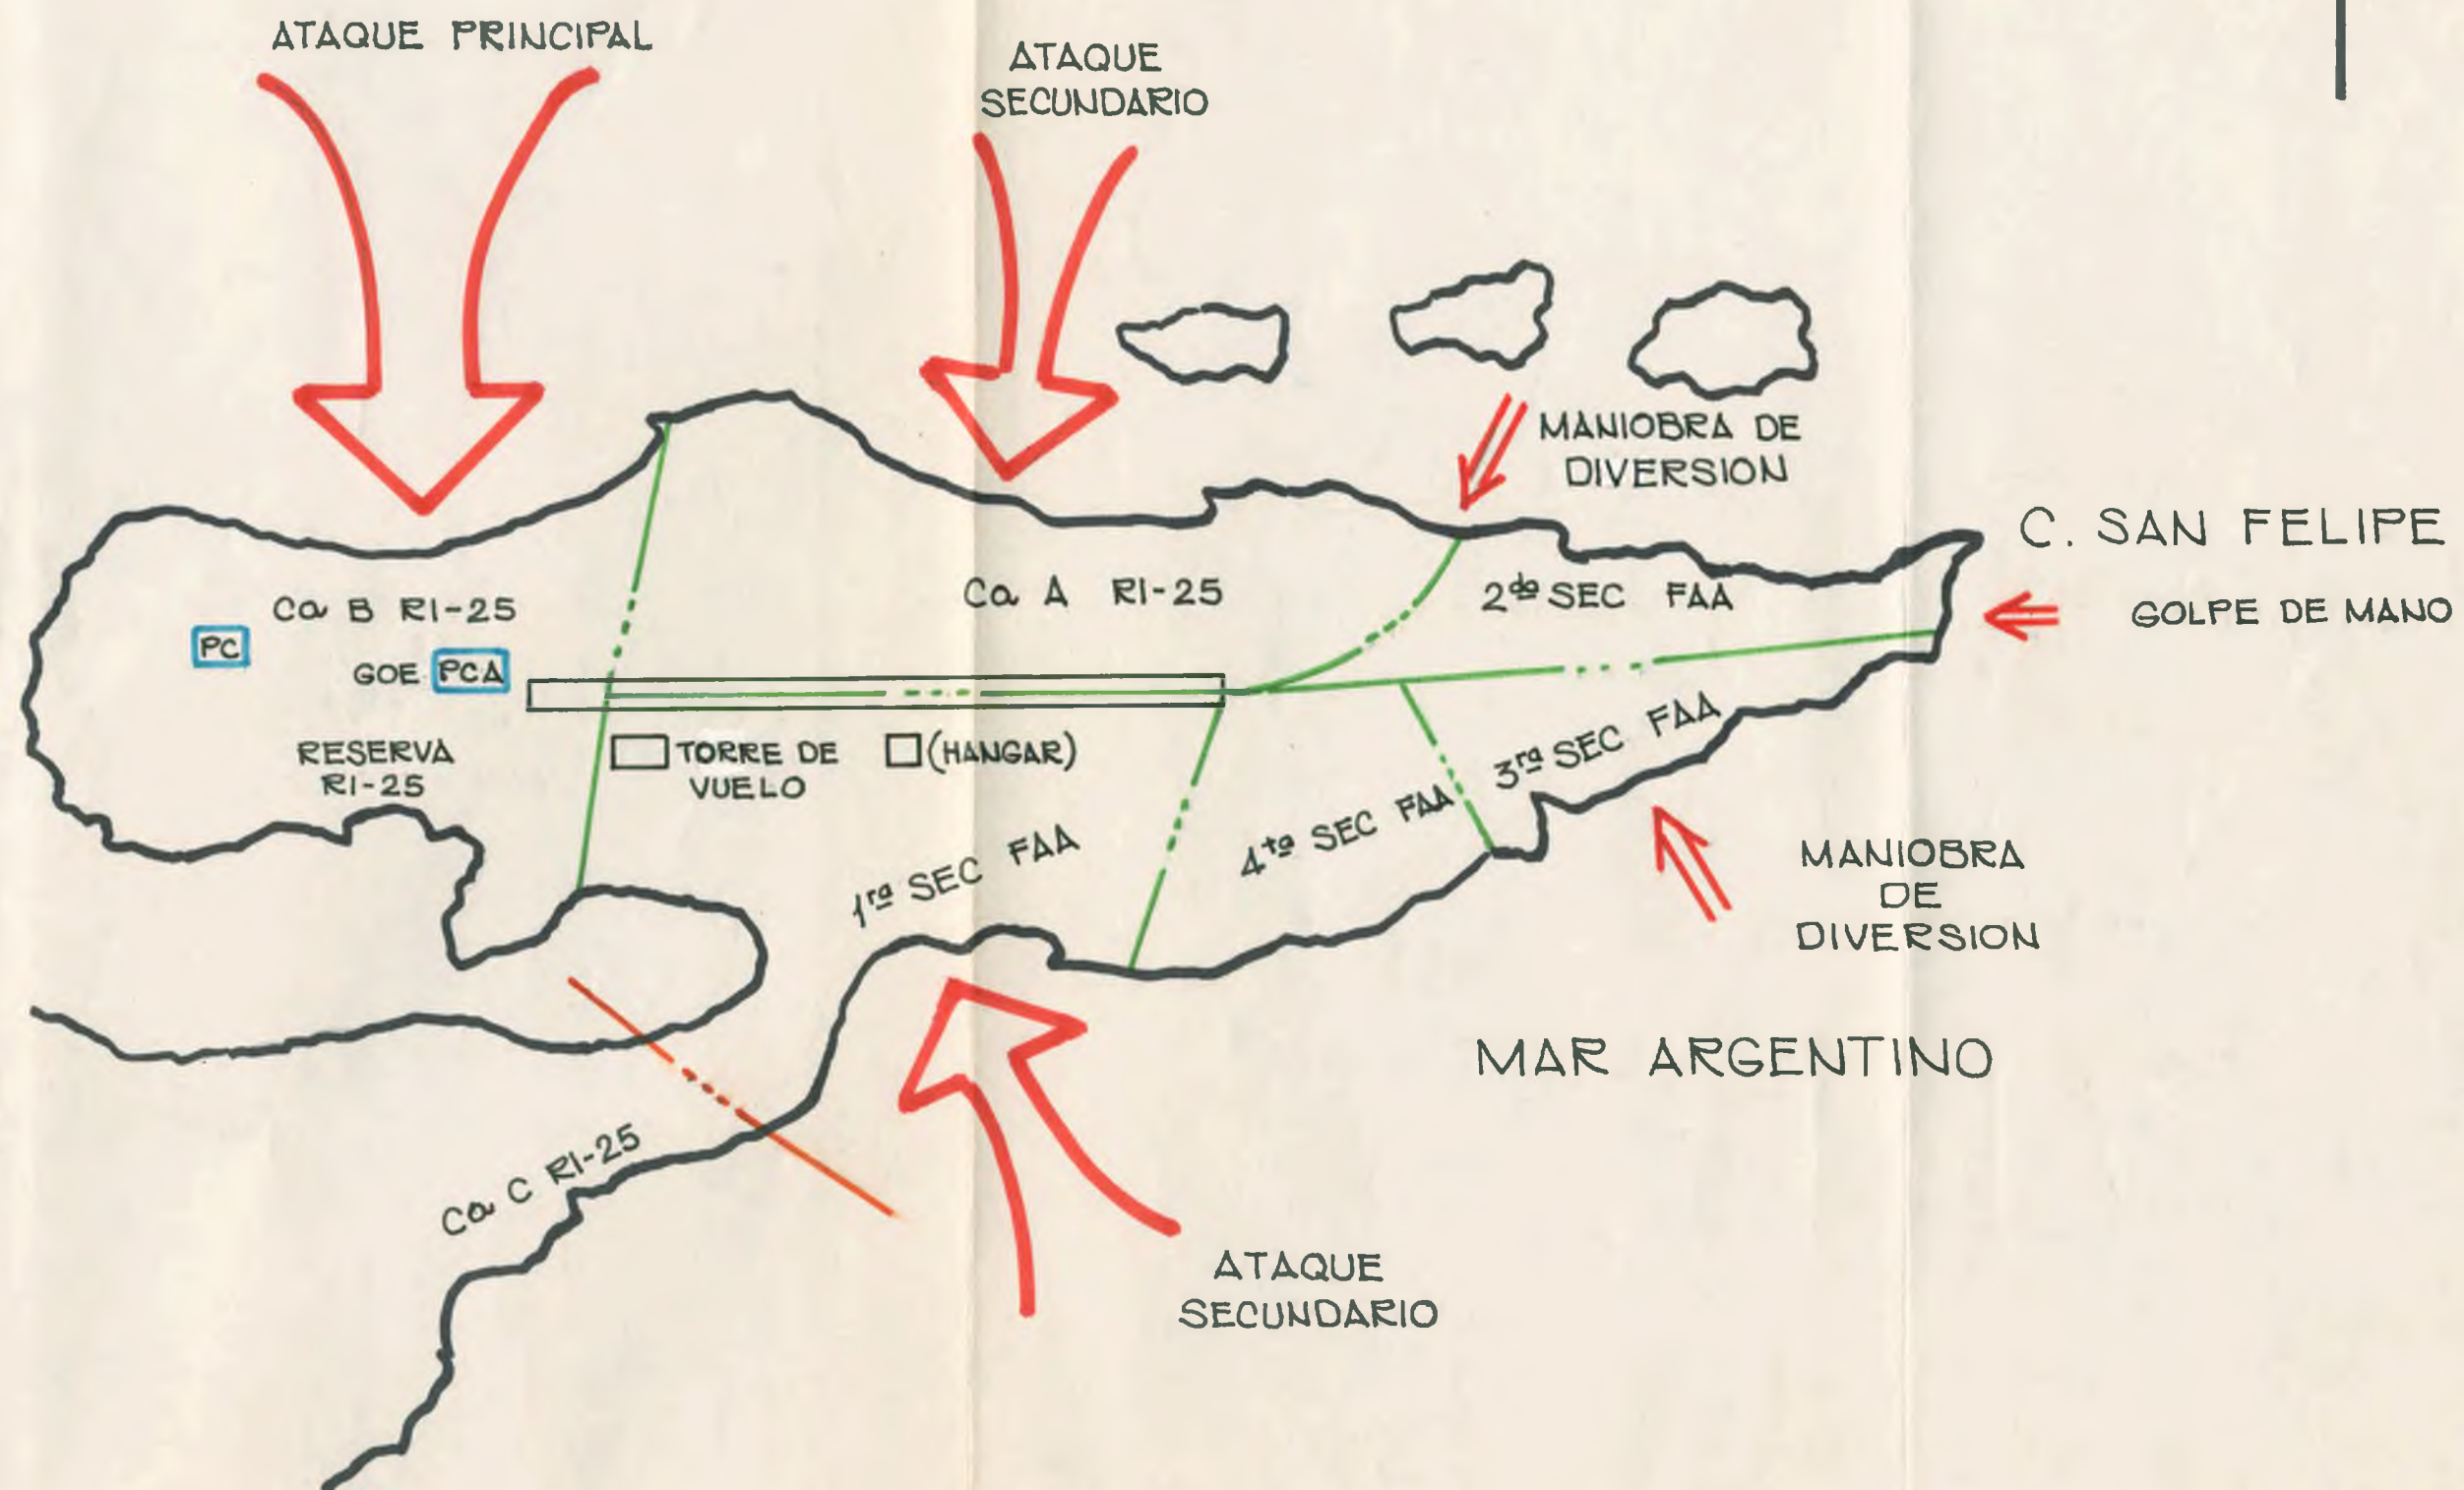 ATAQUE PRINCIPAL
ATAQUE
SECUNDARIO
MANIOBRA DE
DIVERSION
C. SAN FELIPE
GOLPE DE MANO
Ca B RI-25
PC
GOE PCA
RESERVA
RI-25
Ca A RI-25
2da SEC FAA
TORRE DE
VUELO
(HANGAR)
3ra SEC FAA
4ta SEC FAA
1ra SEC FAA
MANIOBRA
DE
DIVERSION
MAR ARGENTINO
Ca C RI-25
ATAQUE
SECUNDARIO